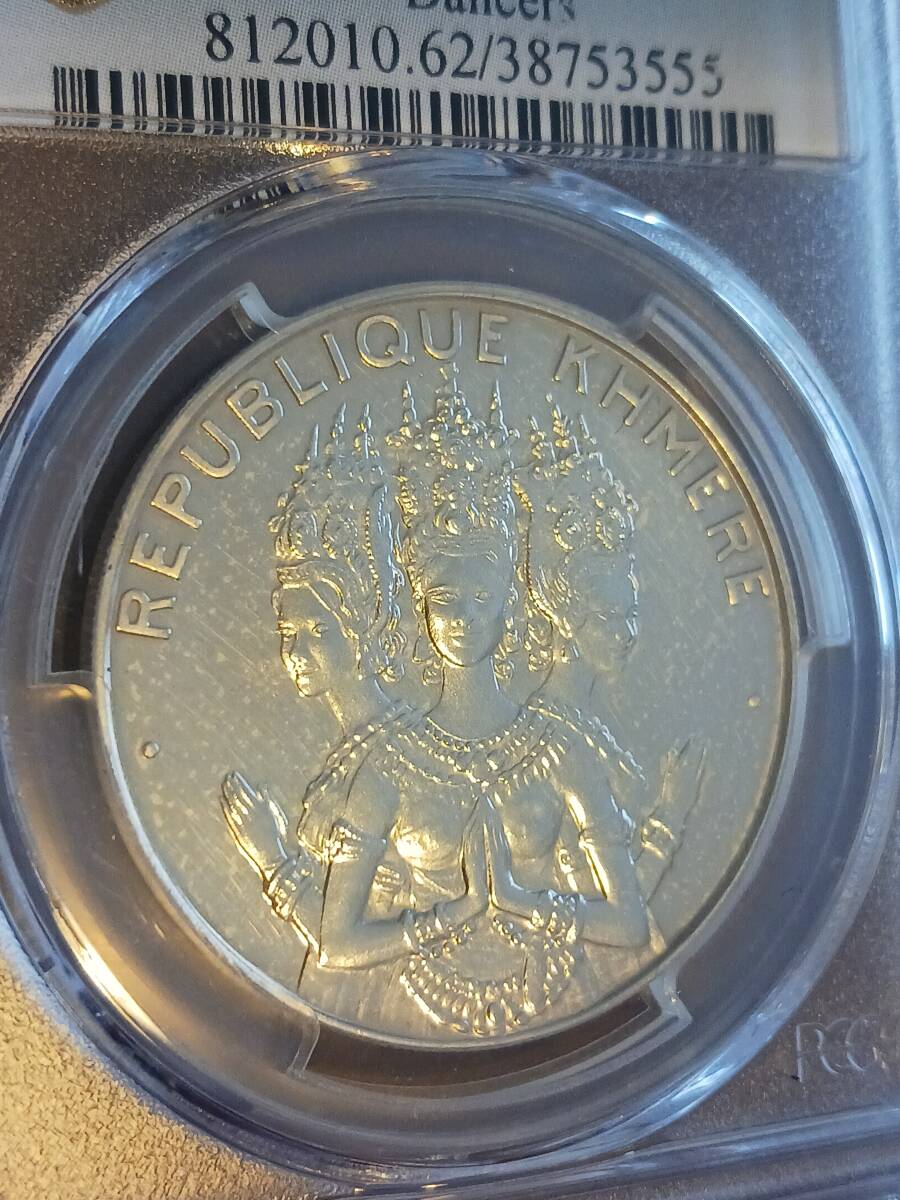 Dancers
812010.62/38753555
REPUBLIQUE KHMERE
PCG